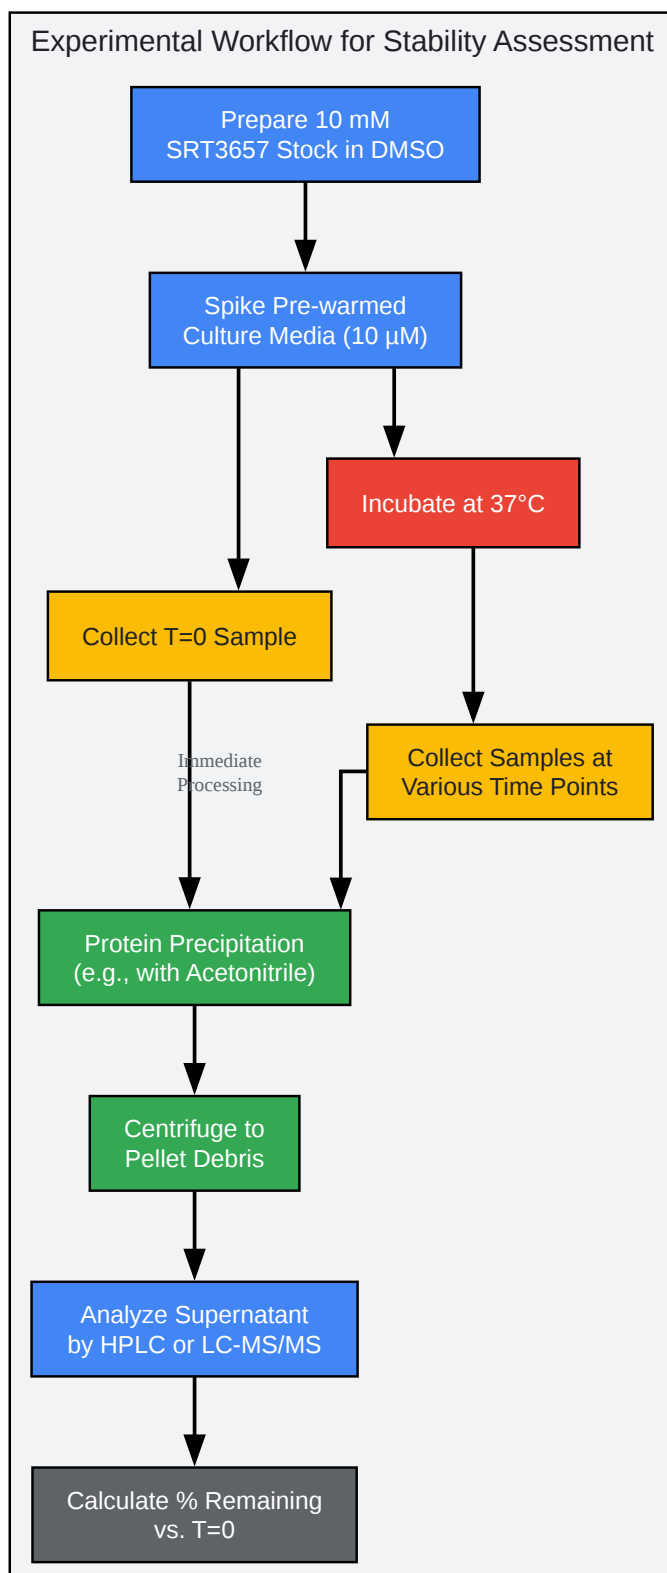 Experimental Workflow for Stability Assessment
Prepare 10 mM
SRT3657 Stock in DMSO
Spike Pre-warmed
Culture Media (10 µM)
Incubate at 37°C
Collect T=0 Sample
Immediate
Processing
Collect Samples at
Various Time Points
Protein Precipitation
(e.g., with Acetonitrile)
Centrifuge to
Pellet Debris
Analyze Supernatant
by HPLC or LC-MS/MS
Calculate % Remaining
vs. T=0